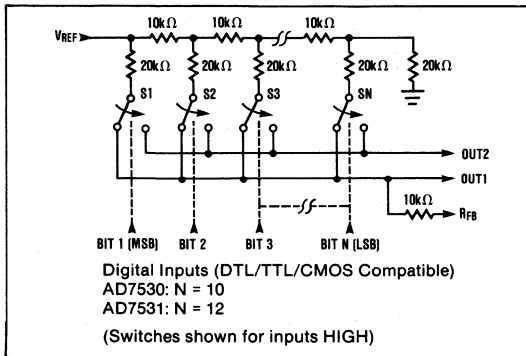 10kΩ 10kΩ 10kΩ
VREF
20kΩ 20kΩ 20kΩ 20kΩ 20kΩ
S1 S2 S3 SN
OUT2
OUT1
10kΩ
RFB
BIT 1 (MSB) BIT 2 BIT 3 BIT N (LSB)
Digital Inputs (DTL/TTL/CMOS Compatible)
AD7530: N = 10
AD7531: N = 12
(Switches shown for inputs HIGH)